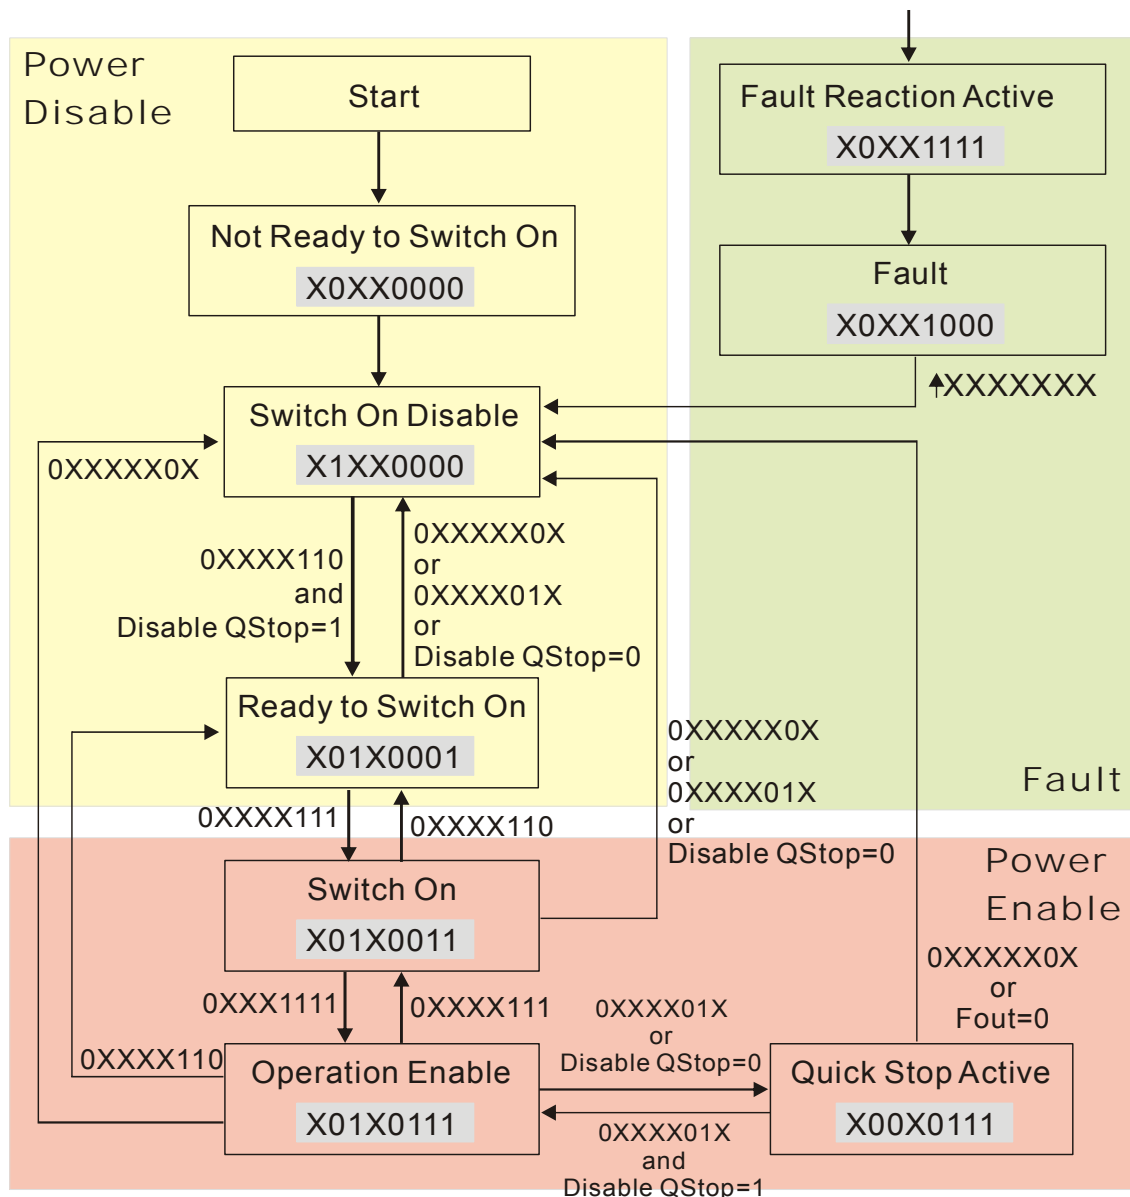 Power
Disable
Start
Not Ready to Switch On
X0XX0000
Switch On Disable
X1XX0000
0XXXXX0X
0XXXX110
and
Disable QStop=1
0XXXXX0X
or
0XXXX01X
or
Disable QStop=0
Ready to Switch On
X01X0001
0XXXX111
0XXXX110
Fault Reaction Active
X0XX1111
Fault
X0XX1000
XXXXXXX
Fault
0XXXXX0X
or
0XXXX01X
or
Disable QStop=0
Power
Enable
Switch On
X01X0011
0XXX1111
0XXXX111
0XXXX110
Operation Enable
X01X0111
0XXXX01X
or
Disable QStop=0
0XXXX01X
and
Disable QStop=1
0XXXXX0X
or
Fout=0
Quick Stop Active
X00X0111